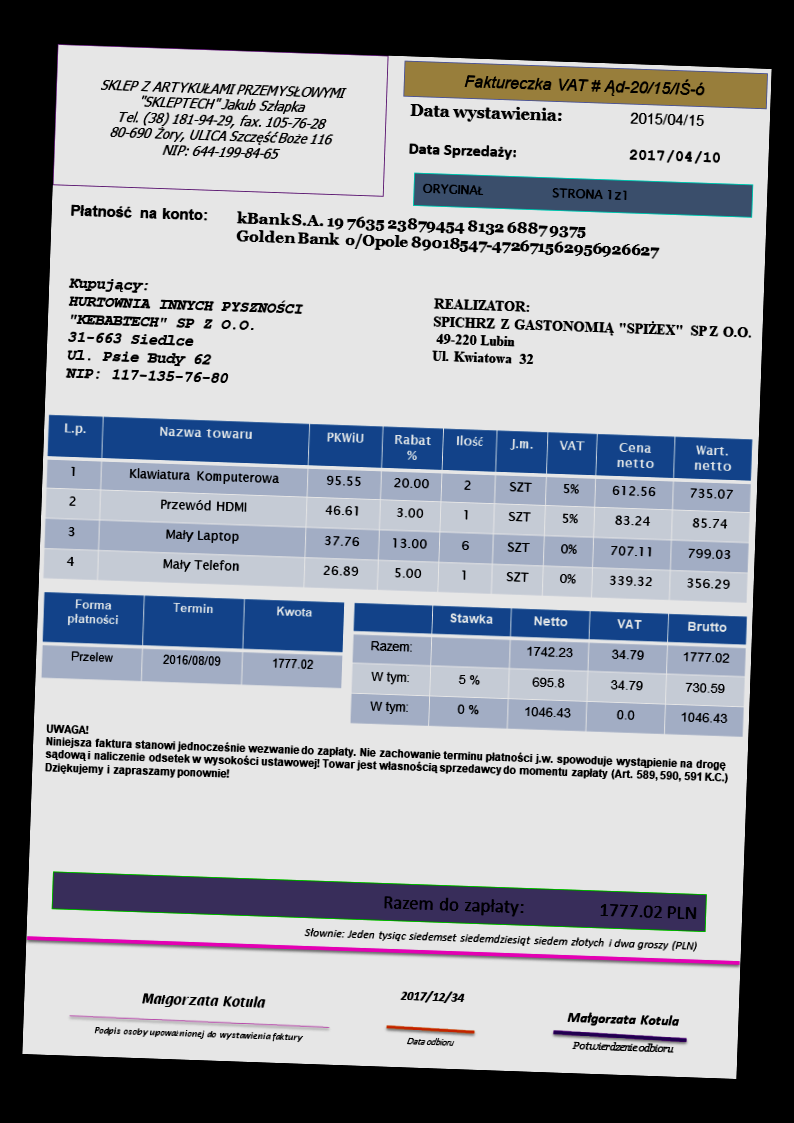 SKLEP Z ARTYKUŁAMI PRZEMYSŁOWYMI
"SKLEPTECH" Jakub Szłapka
Tel. (38) 181-94-29, fax. 105-76-28
80-690 Żory, ULICA Szczęść Boże 116
NIP: 644-199-84-65
Faktureczka VAT # Ąd-20/15/IŚ-ó
Data wystawienia: 2015/04/15
Data Sprzedaży: 2017/04/10
ORYGINAŁ STRONA 1 z 1
Płatność na konto: kBank S.A. 19 7635 23879454 8132 6887 9375
Golden Bank o/Opole 89018547-472671562956926627
Kupujący:
HURTOWNIA INNYCH PYSZNOŚCI
"KEBABTECH" SP Z O.O.
31-663 Siedlce
Ul. Psie Budy 62
NIP: 117-135-76-80
REALIZATOR:
SPICHRZ Z GASTONOMIĄ "SPIŻEX" SP Z O.O.
49-220 Lubin
Ul. Kwiatowa 32
L.p. Nazwa towaru PKWiU Rabat % Ilość J.m. VAT Cena netto Wart. netto
1 Klawiatura Komputerowa 95.55 20.00 2 SZT 5% 612.56 735.07
2 Przewód HDMI 46.61 3.00 1 SZT 5% 83.24 85.74
3 Mały Laptop 37.76 13.00 6 SZT 0% 707.11 799.03
4 Mały Telefon 26.89 5.00 1 SZT 0% 339.32 356.29
Forma płatności Termin Kwota
Przelew 2016/08/09 1777.02
Stawka Netto VAT Brutto
Razem: 1742.23 34.79 1777.02
W tym: 5 % 695.8 34.79 730.59
W tym: 0 % 1046.43 0.0 1046.43
UWAGA!
Niniejsza faktura stanowi jednocześnie wezwanie do zapłaty. Nie zachowanie terminu płatności j.w. spowoduje wystąpienie na drogę
sądową i naliczenie odsetek w wysokości ustawowej! Towar jest własnością sprzedawcy do momentu zapłaty (Art. 589, 590, 591 K.C.)
Dziękujemy i zapraszamy ponownie!
Razem do zapłaty: 1777.02 PLN
Słownie: Jeden tysiąc siedemset siedemdziesiąt siedem złotych i dwa groszy (PLN)
Małgorzata Kotula
Podpis osoby upoważnionej do wystawienia faktury
2017/12/34
Data odbioru
Małgorzata Kotula
Potwierdzenie odbioru